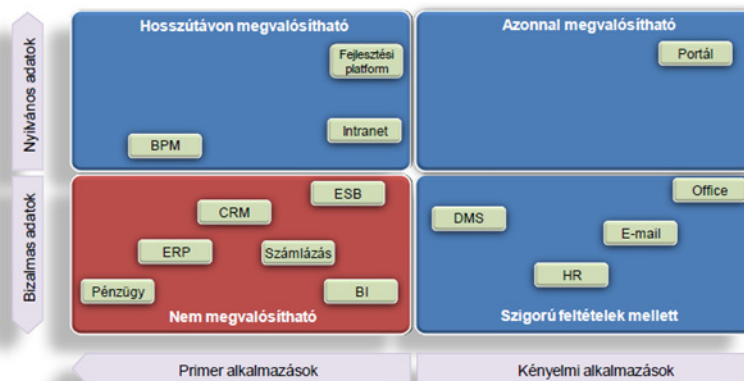 Nyilvános adatok
Hosszútávon megvalósítható
Fejlesztési
platform
Intranet
BPM
Azonnal megvalósítható
Portál
Bizalmas adatok
ESB
CRM
ERP
Számlázás
Pénzügy
BI
Nem megvalósítható
Office
DMS
E-mail
HR
Szigorú feltételek mellett
Primer alkalmazások
Kényelmi alkalmazások